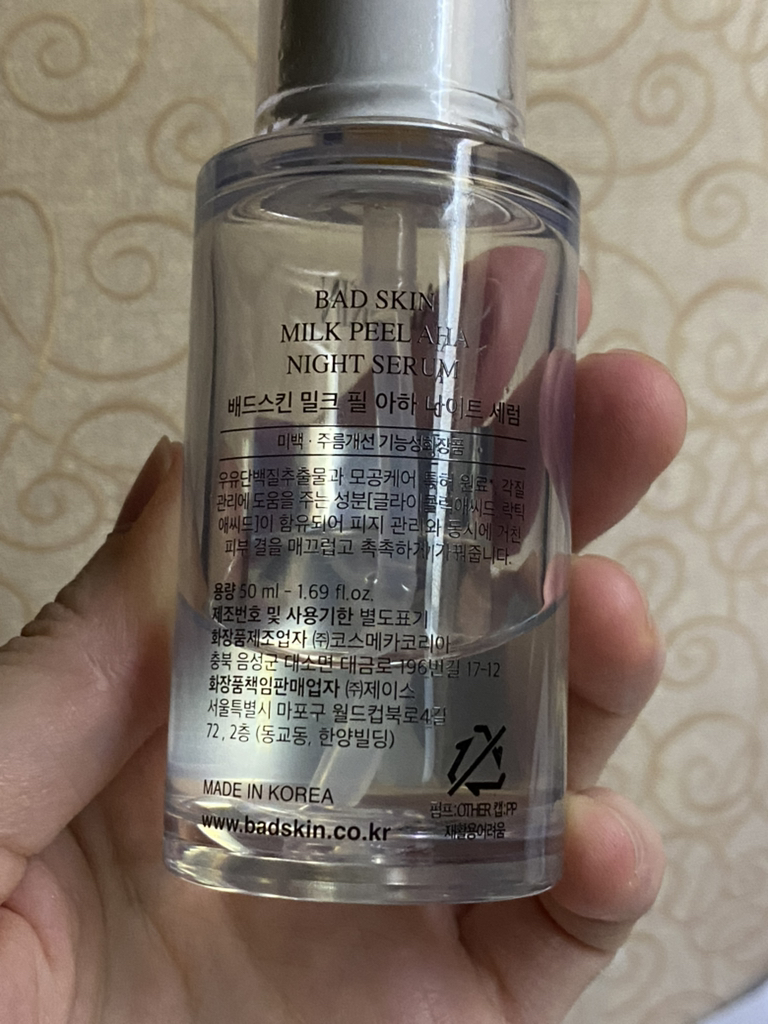 BAD SKIN
MILK PEEL AHA
NIGHT SERUM
배드스킨 밀크 필 아하 나이트 세럼
미백 · 주름개선 기능성화장품
우유단백질추출물과 모공케어 특허 원료* 각질
관리에 도움을 주는 성분[글라이콜릭애씨드 락틱
애씨드]이 함유되어 피지 관리와 동시에 거친
피부 결을 매끄럽고 촉촉하게 가꿔줍니다.
용량 50 ml - 1.69 fl.oz.
제조번호 및 사용기한 별도표기
화장품제조업자 ㈜코스메카코리아
충북 음성군 대소면 대금로 196번길 17-12
화장품책임판매업자 ㈜제이스
서울특별시 마포구 월드컵북로4길
72, 2층 (동교동, 한양빌딩)
MADE IN KOREA
www.badskin.co.kr
펌프:OTHER 캡:PP
재활용어려움